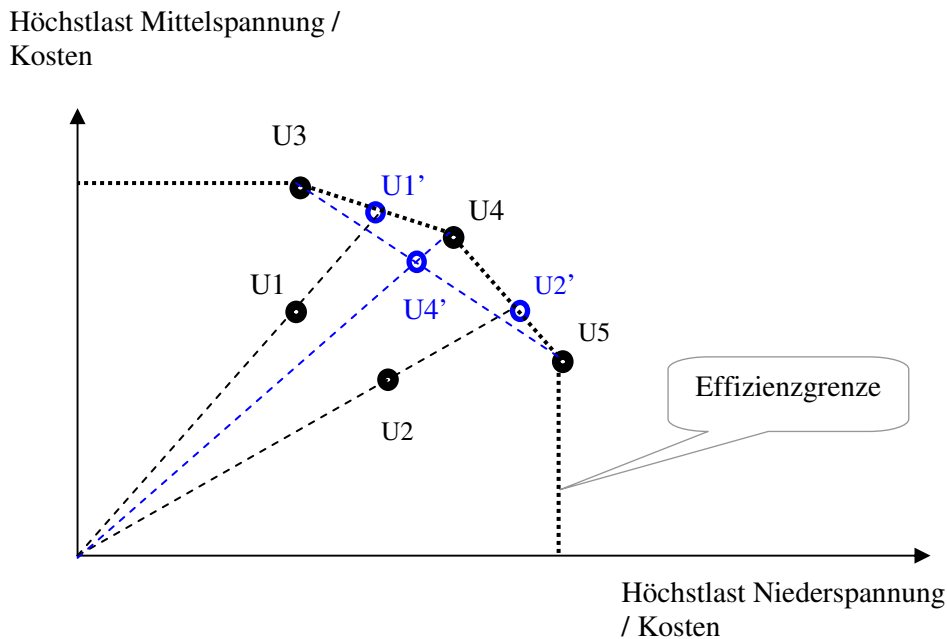 Höchstlast Mittelspannung /
Kosten
U3
U1'
U4
U1
U4'
U2'
U5
Effizienzgrenze
U2
Höchstlast Niederspannung
/ Kosten